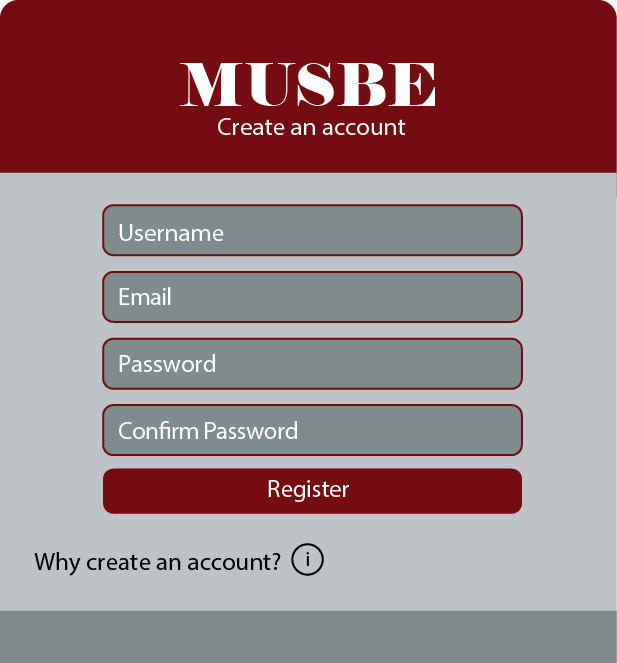 MUSBE
Create an account
Username
Email
Password
Confirm Password
Register
Why create an account? i